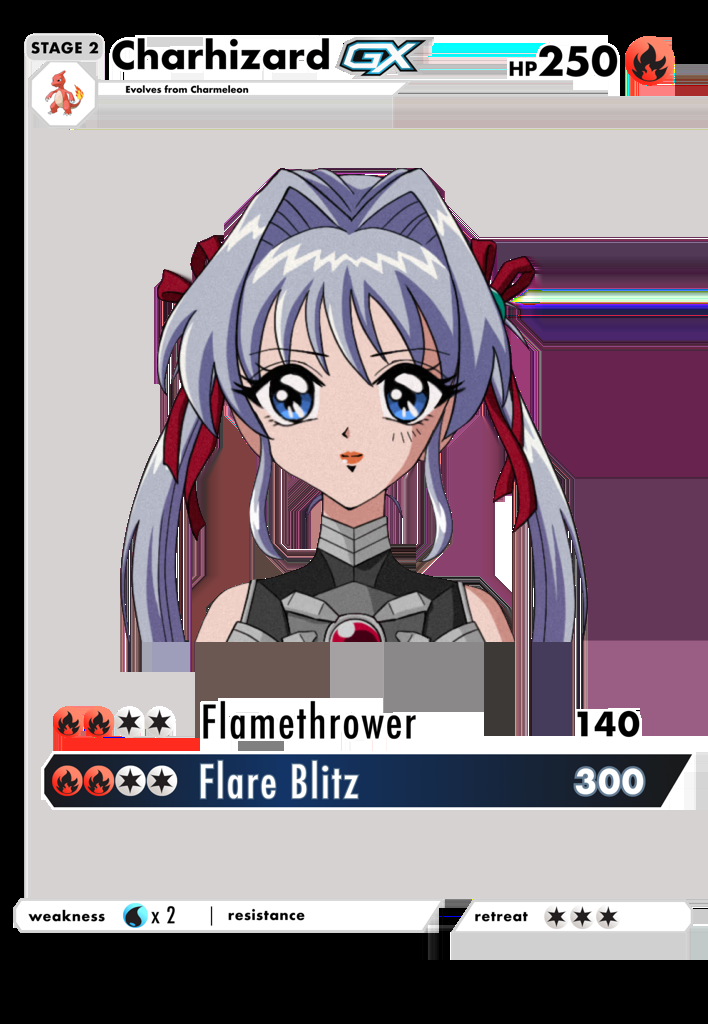 STAGE 2
Charhizard GX HP250
Evolves from Charmeleon
Flamethrower 140
Flare Blitz 300
weakness x 2 | resistance retreat